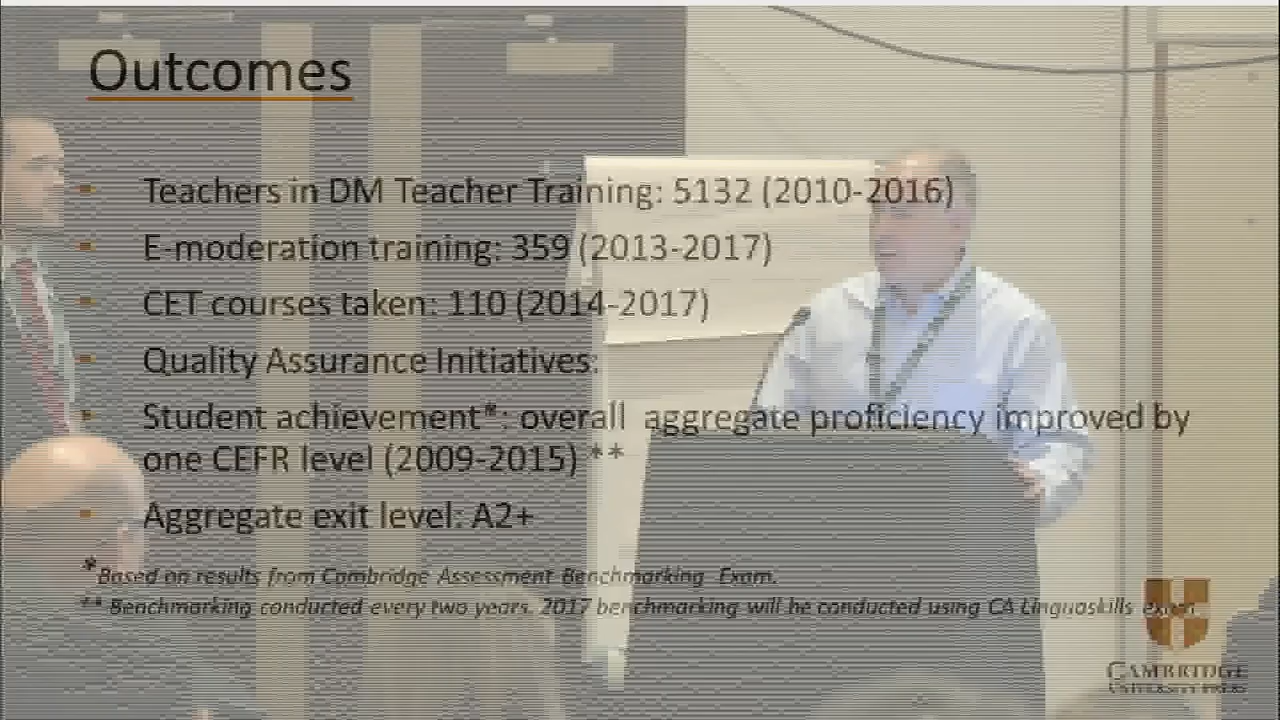 Outcomes
Teachers in DM Teacher Training: 5132 (2010-2016)
E-moderation training: 359 (2013-2017)
CET courses taken: 110 (2014-2017)
Quality Assurance Initiatives:
Student achievement*: overall aggregate proficiency improved by
one CEFR level (2009-2015) **
Aggregate exit level: A2+
*Based on results from Cambridge Assessment Benchmarking Exam.
** Benchmarking conducted every two years. 2017 benchmarking will be conducted using CA Linguaskills exam
CAMBRIDGE
UNIVERSITY PRESS